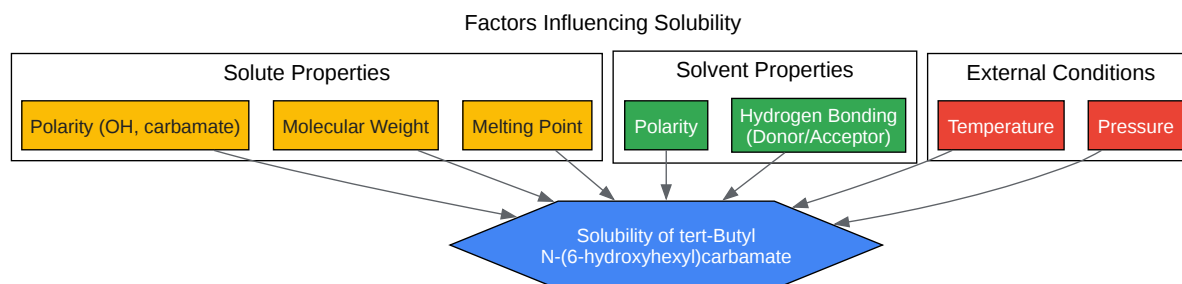 Factors Influencing Solubility
Solute Properties
Solvent Properties
External Conditions
Polarity (OH, carbamate)
Molecular Weight
Melting Point
Polarity
Hydrogen Bonding
(Donor/Acceptor)
Temperature
Pressure
Solubility of tert-Butyl
N-(6-hydroxyhexyl)carbamate